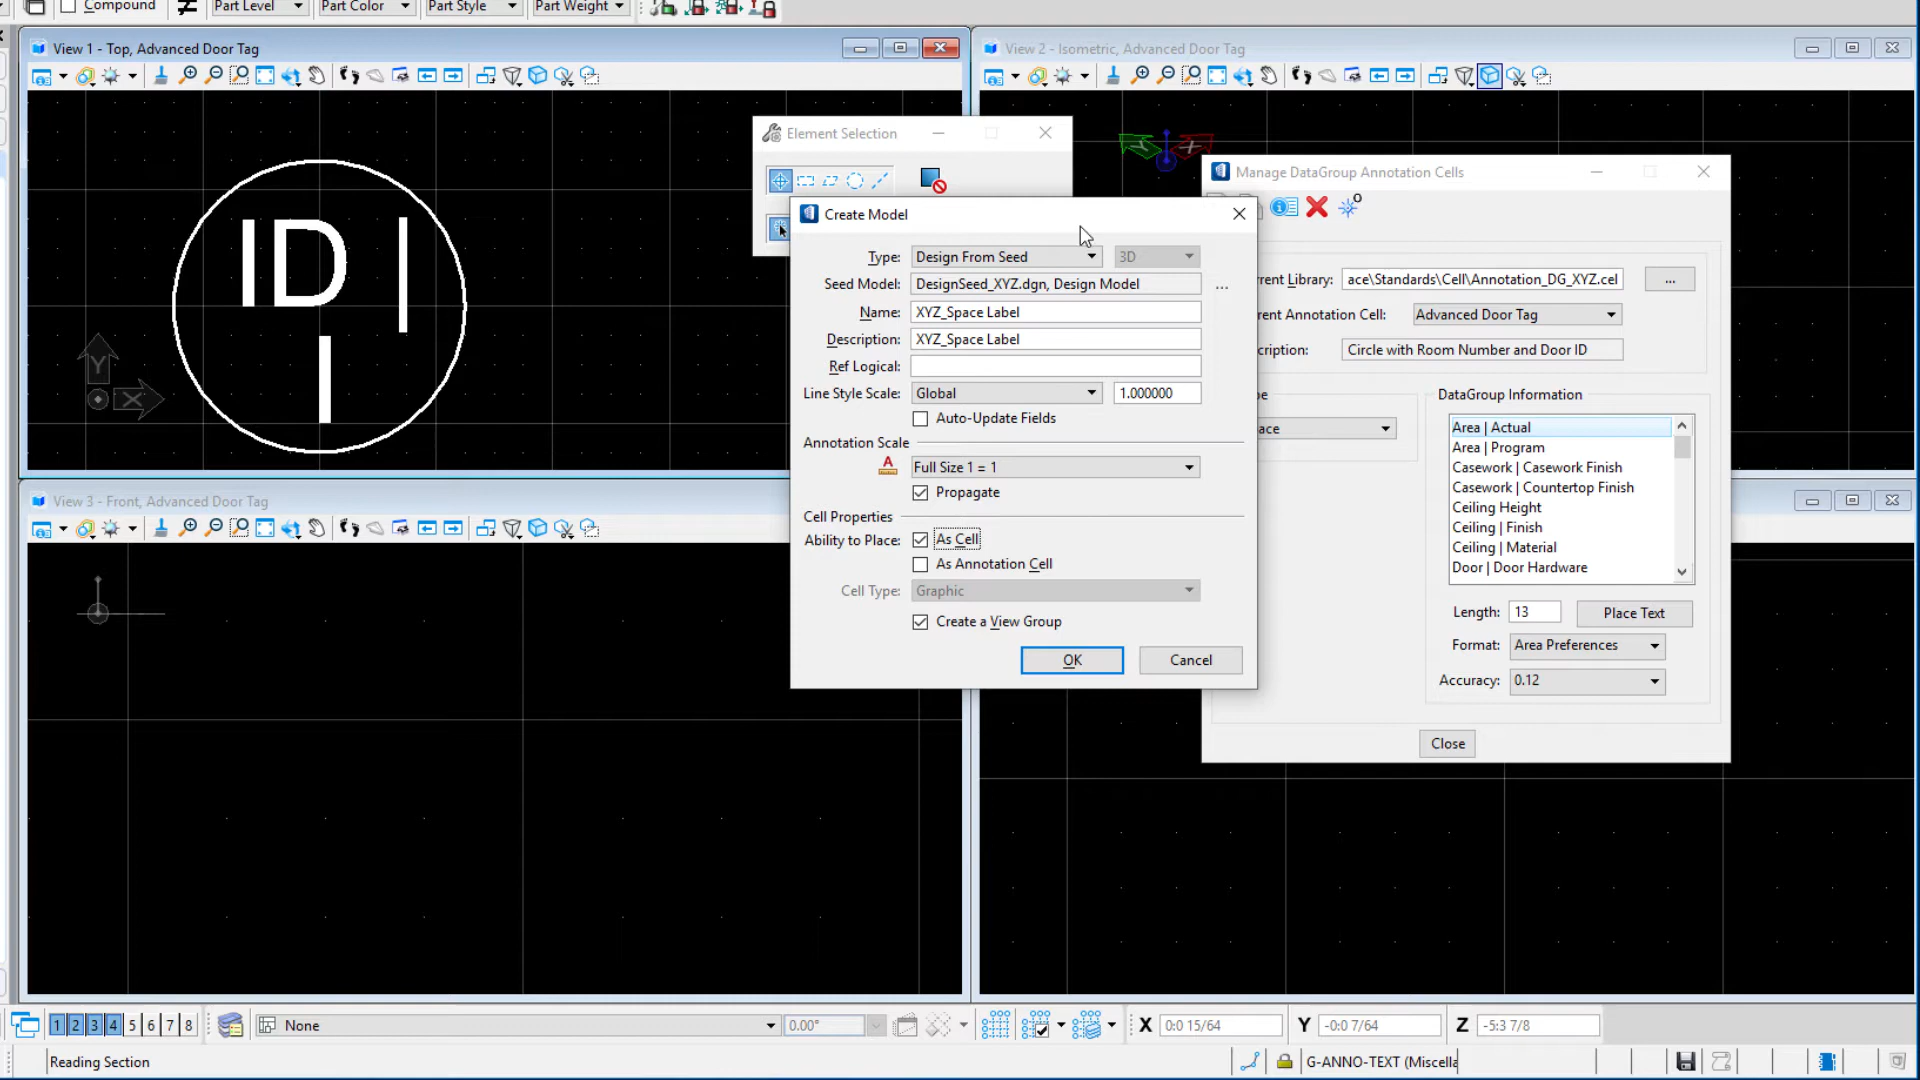 Compound Part Level Part Color Part Style Part Weight
View 1 - Top, Advanced Door Tag
View 2 - Isometric, Advanced Door Tag
ID |
|
Y
X
Y X
Element Selection
Manage DataGroup Annotation Cells
Create Model
Type: Design From Seed 3D
Seed Model: DesignSeed_XYZ.dgn, Design Model ...
Name: XYZ_Space Label
Description: XYZ_Space Label
Ref Logical:
Line Style Scale: Global 1.000000
Auto-Update Fields
Annotation Scale
A Full Size 1 = 1
Propagate
Cell Properties
Ability to Place: As Cell
As Annotation Cell
Cell Type: Graphic
Create a View Group
OK Cancel
rent Library: ace\Standards\Cell\Annotation_DG_XYZ.cel ...
rent Annotation Cell: Advanced Door Tag
cription: Circle with Room Number and Door ID
pe
ace
DataGroup Information
Area | Actual
Area | Program
Casework | Casework Finish
Casework | Countertop Finish
Ceiling Height
Ceiling | Finish
Ceiling | Material
Door | Door Hardware
Length: 13 Place Text
Format: Area Preferences
Accuracy: 0.12
Close
View 3 - Front, Advanced Door Tag
1 2 3 4 5 6 7 8 None 0.00° X 0:0 15/64 Y -0:0 7/64 Z -5:3 7/8
Reading Section G-ANNO-TEXT (Miscella